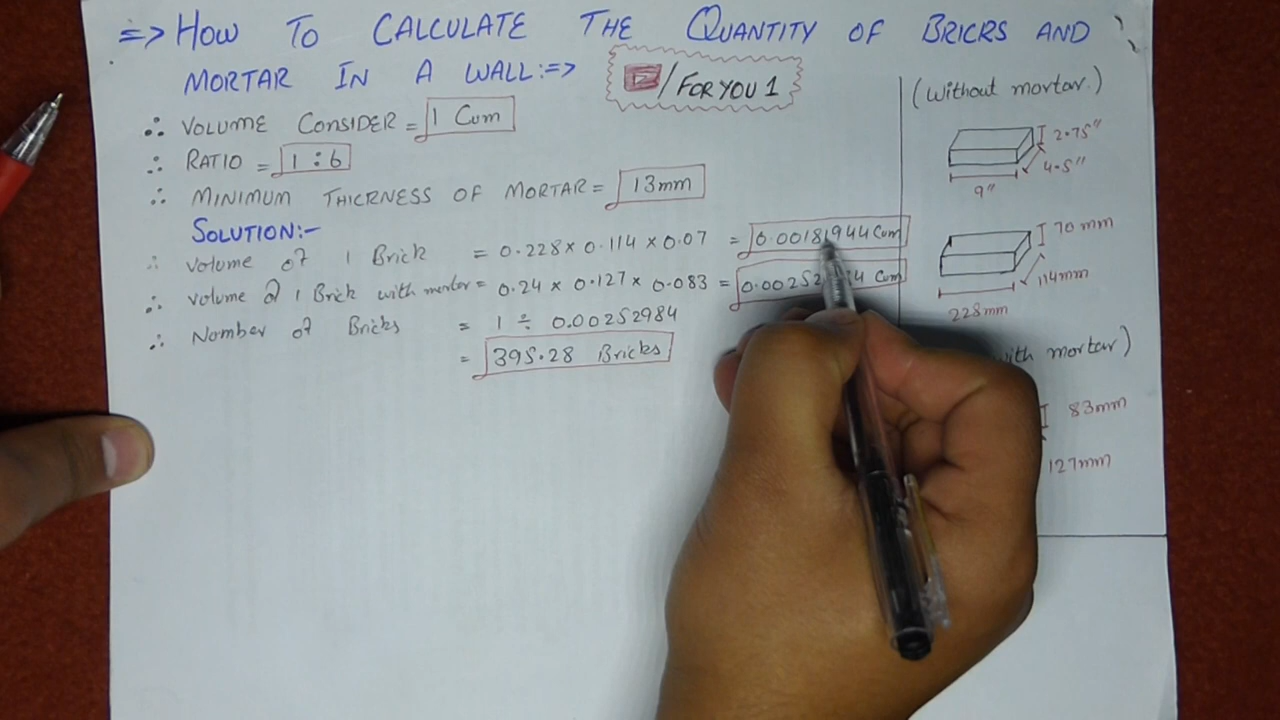 => HOW TO CALCULATE THE QUANTITY OF BRICKS AND
MORTAR IN A WALL:=> / FOR YOU 1
∴ VOLUME CONSIDER = 1 Cum
∴ RATIO = 1:6
∴ MINIMUM THICKNESS OF MORTAR = 13mm
SOLUTION:-
∴ Volume of 1 Brick = 0.228 x 0.114 x 0.07 = 0.00181944 Cum
∴ Volume of 1 Brick with mortar = 0.24 x 0.127 x 0.083 = Cum
∴ Number of Bricks = 1 ÷ 0.00252984
= 395.28 Bricks
(Without mortar)
2.75"
4.5"
9"
70 mm
114mm
228mm
with mortar)
83mm
127mm